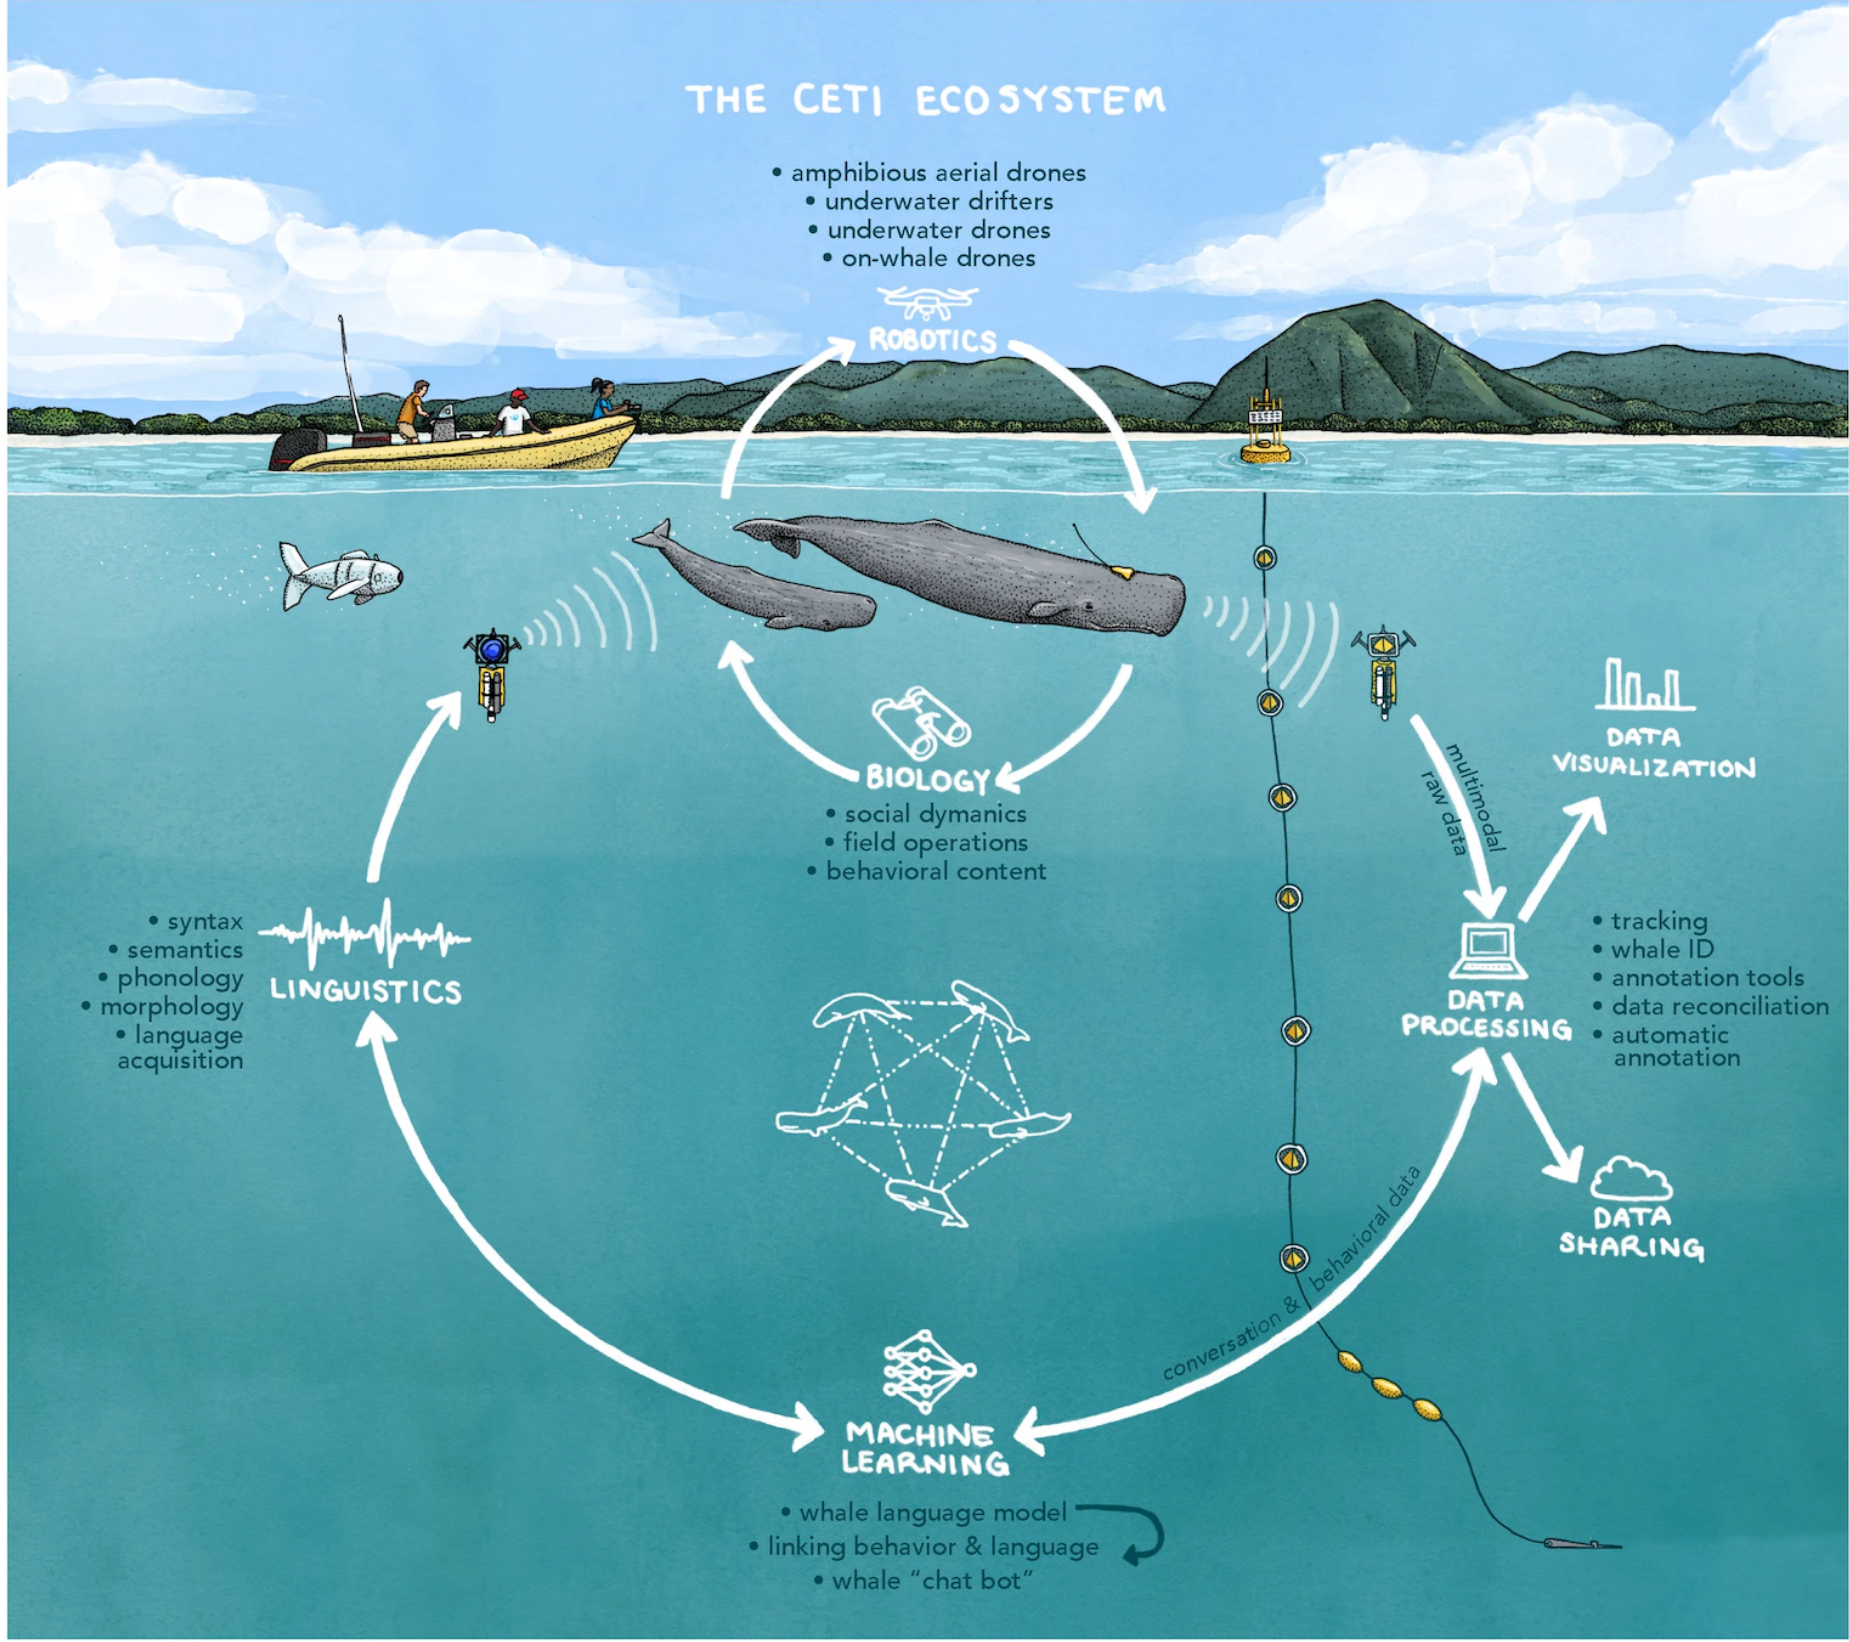 THE CETI ECOSYSTEM
• amphibious aerial drones
• underwater drifters
• underwater drones
• on-whale drones
ROBOTICS
BIOLOGY
• social dymanics
• field operations
• behavioral content
multimodal
raw data
DATA
VISUALIZATION
• syntax
• semantics
• phonology
• morphology
• language
acquisition
LINGUISTICS
DATA
PROCESSING
• tracking
• whale ID
• annotation tools
• data reconciliation
• automatic
annotation
DATA
SHARING
conversation & behavioral data
MACHINE
LEARNING
• whale language model
• linking behavior & language
• whale “chat bot”